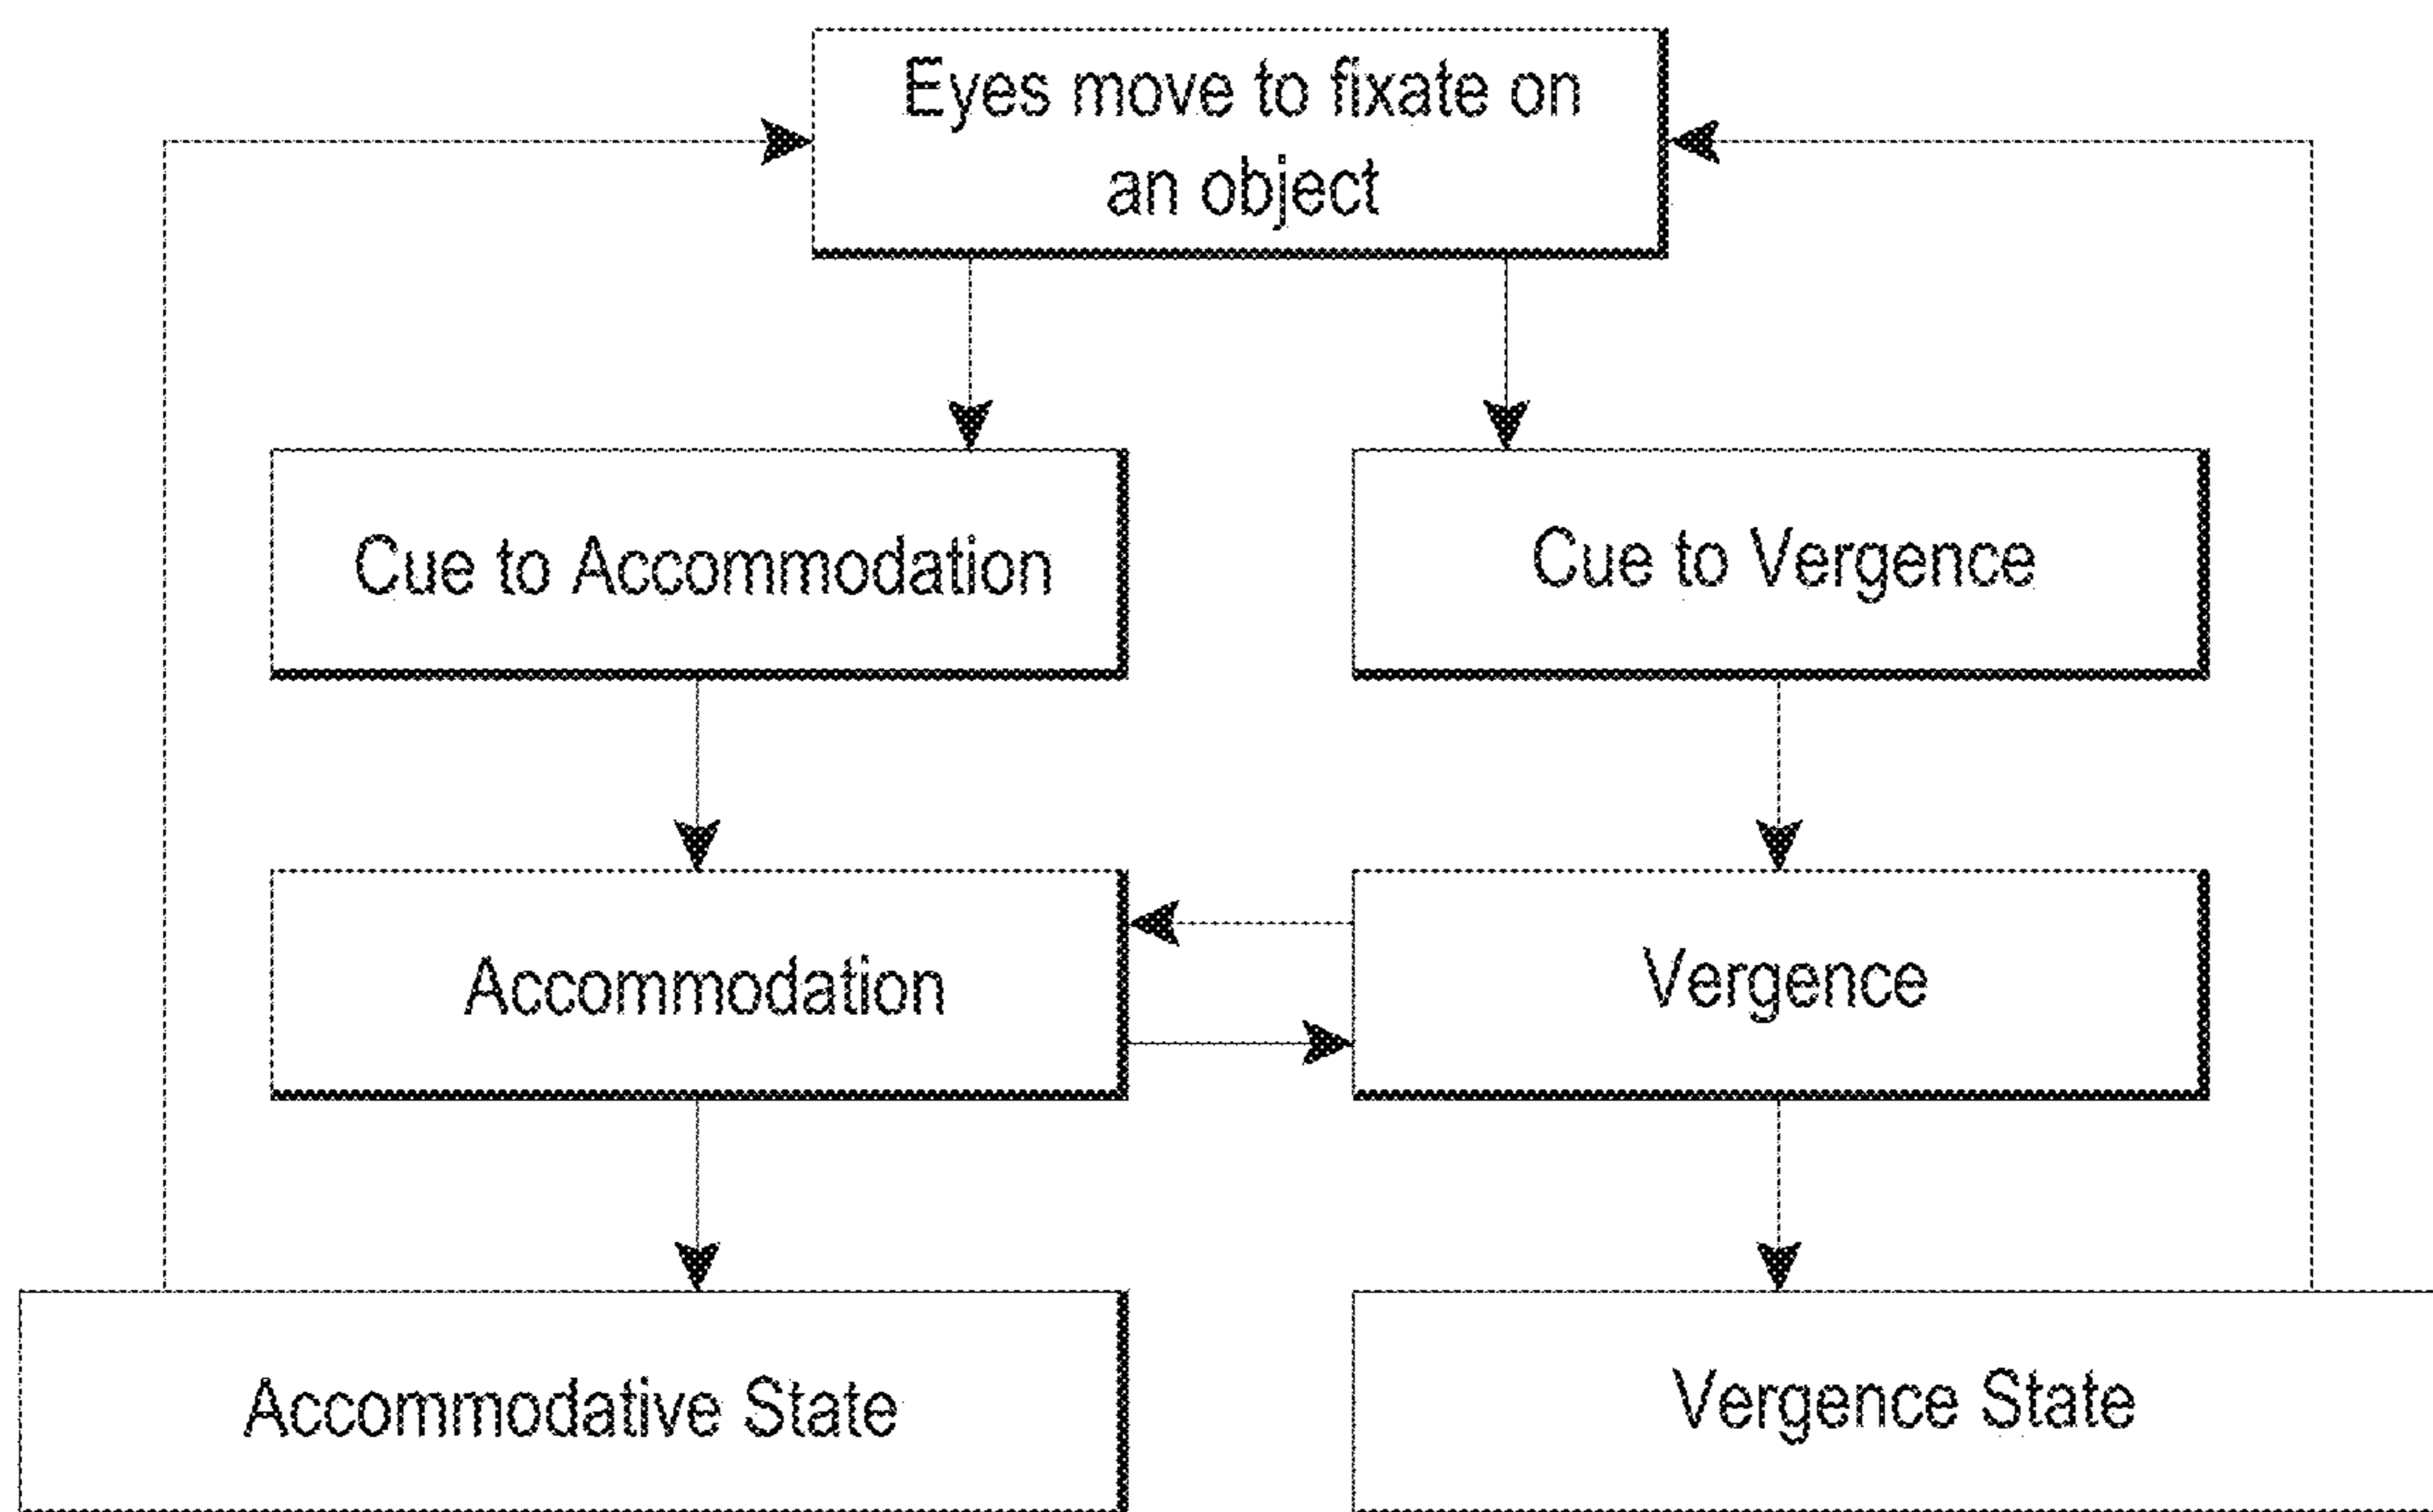 Eyes move to fixate on
an object
Cue to Accommodation
Cue to Vergence
Accommodation
Vergence
Accommodative State
Vergence State